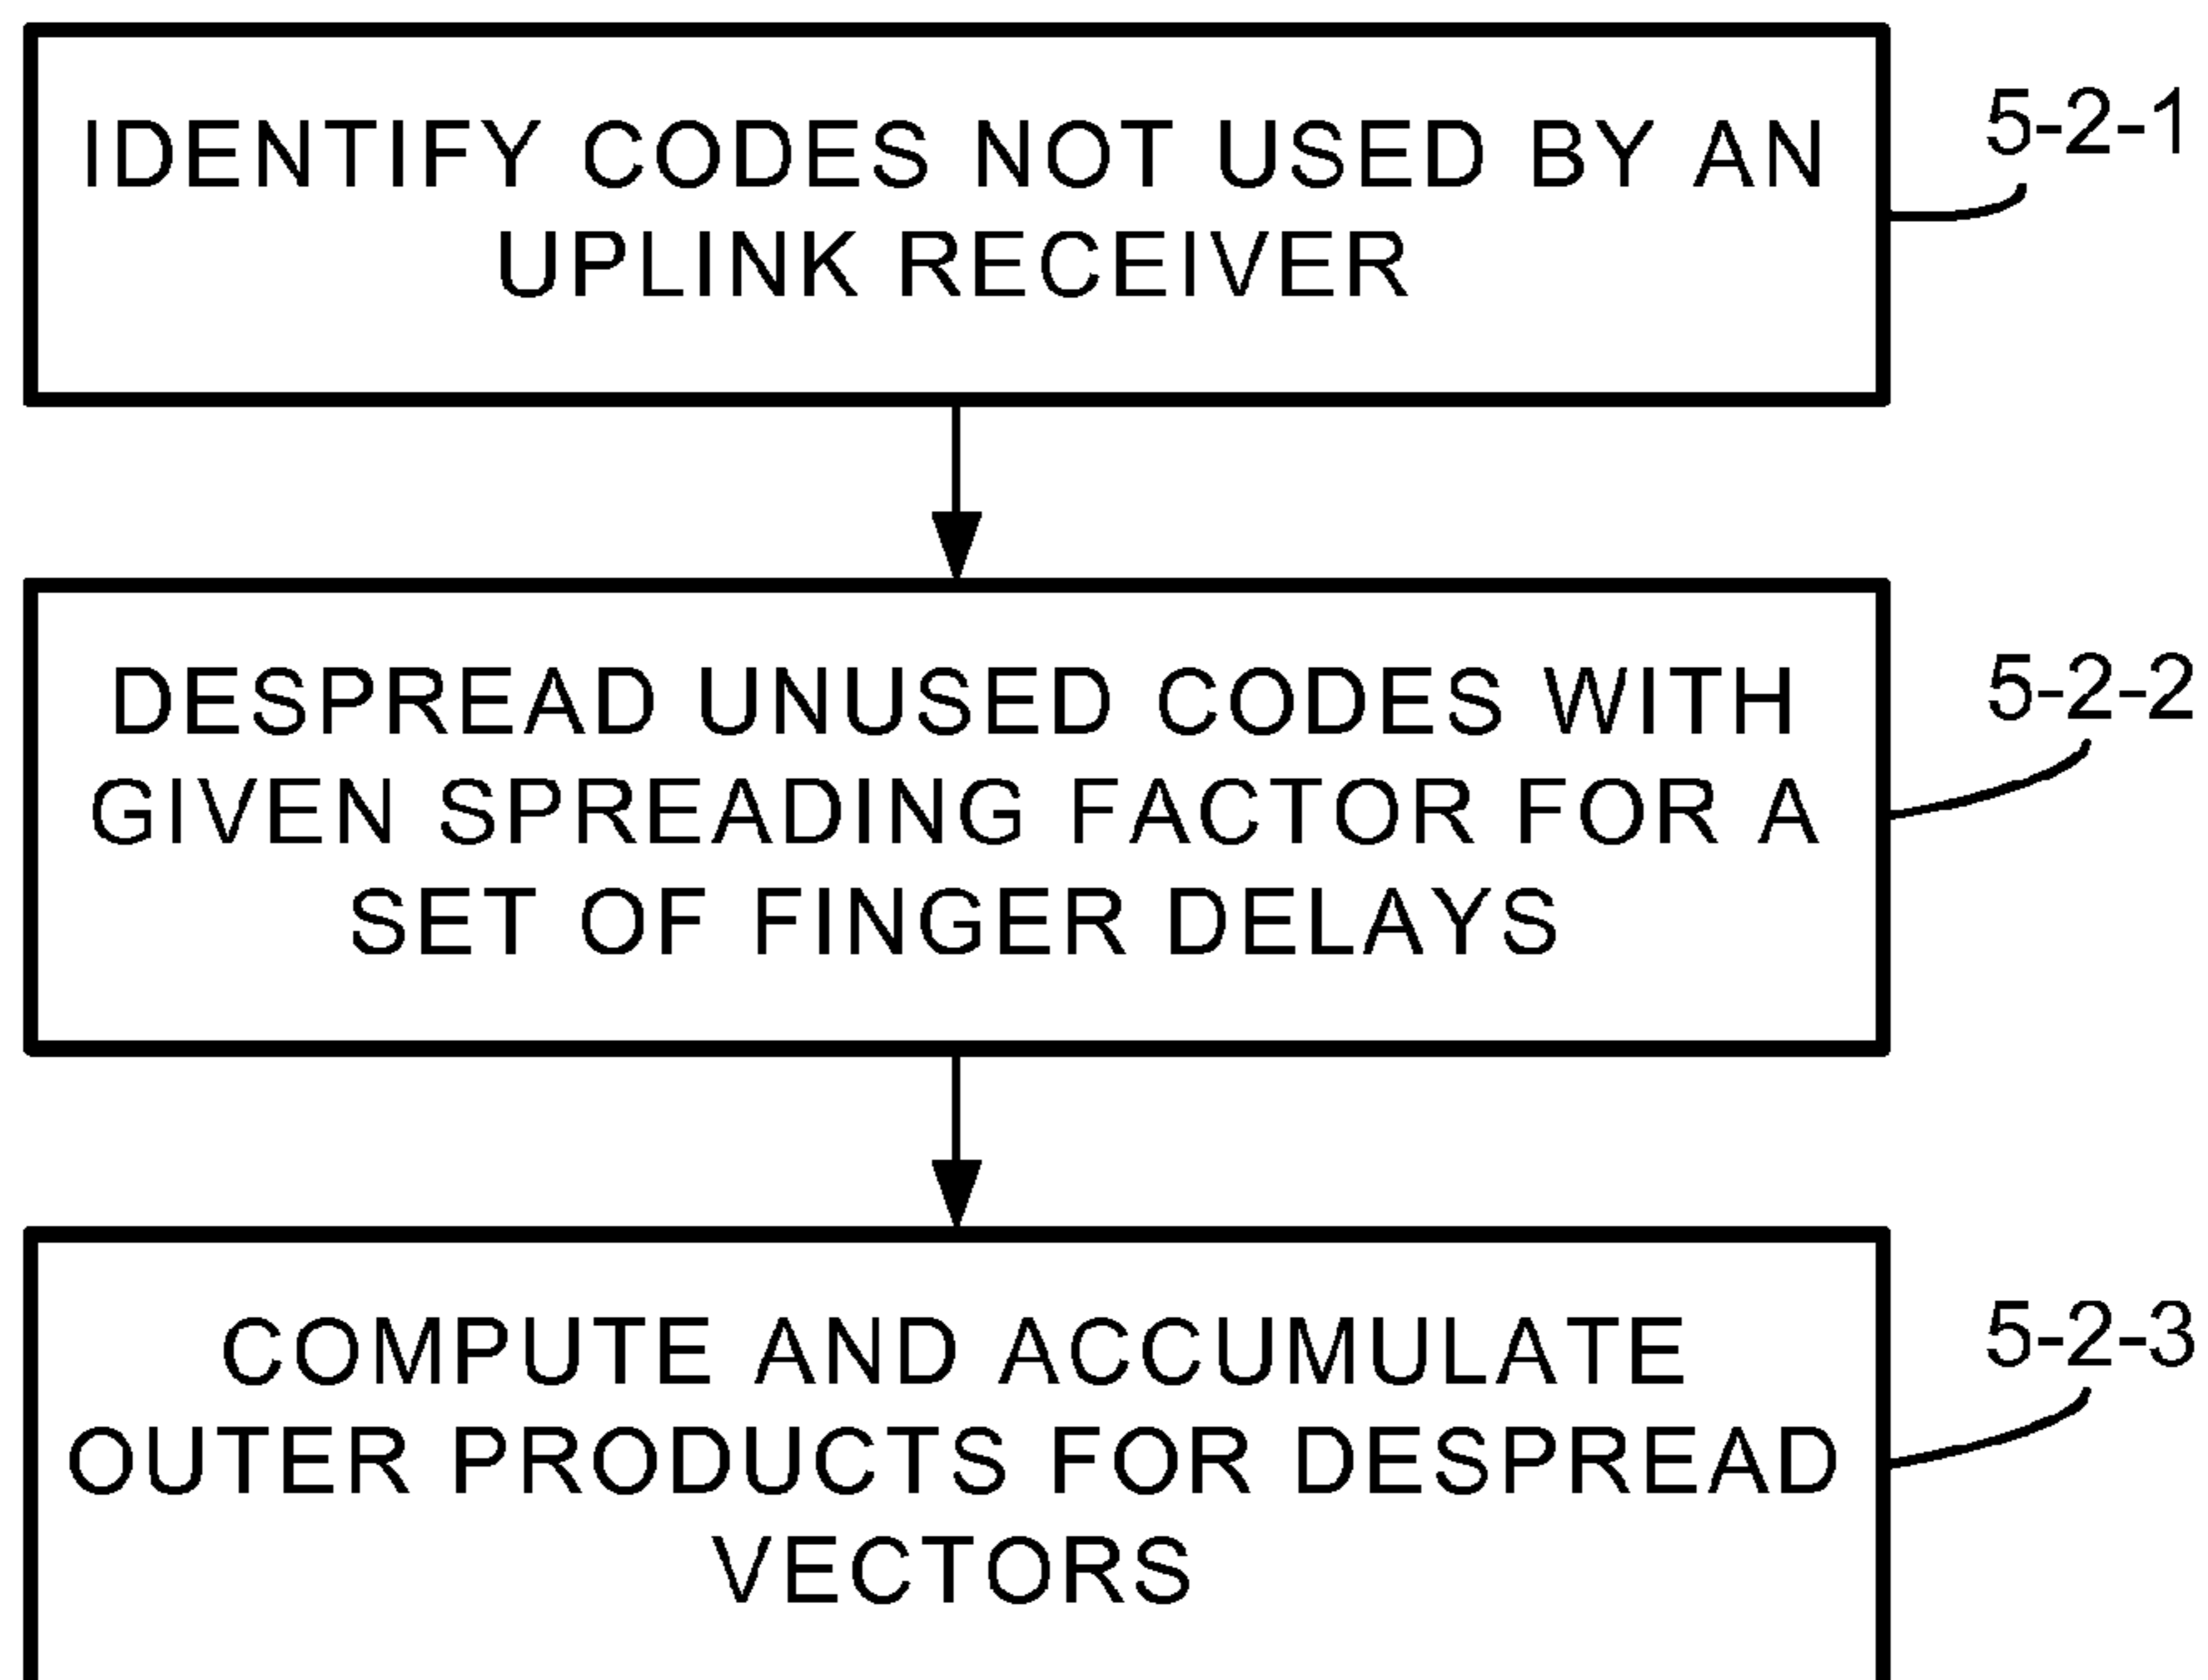 IDENTIFY CODES NOT USED BY AN
UPLINK RECEIVER
5-2-1
DESPREAD UNUSED CODES WITH
GIVEN SPREADING FACTOR FOR A
SET OF FINGER DELAYS
5-2-2
COMPUTE AND ACCUMULATE
OUTER PRODUCTS FOR DESPREAD
VECTORS
5-2-3